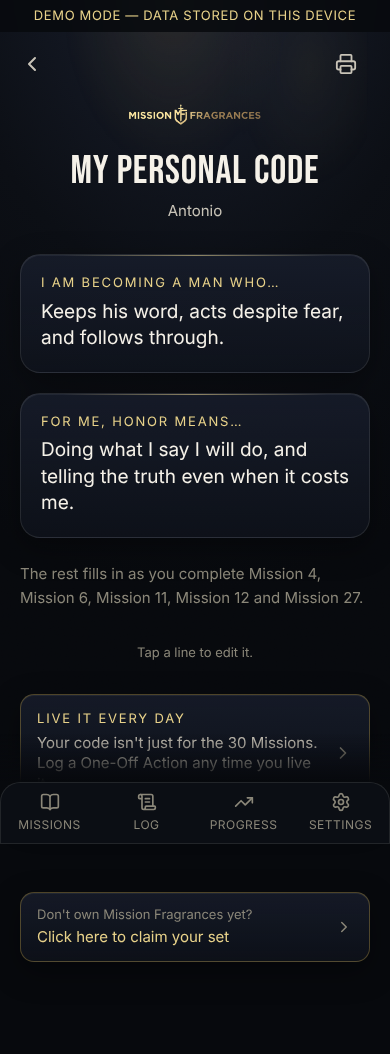 DEMO MODE — DATA STORED ON THIS DEVICE
MISSION FRAGRANCES
MY PERSONAL CODE
Antonio
I AM BECOMING A MAN WHO…
Keeps his word, acts despite fear,
and follows through.
FOR ME, HONOR MEANS…
Doing what I say I will do, and
telling the truth even when it costs
me.
The rest fills in as you complete Mission 4,
Mission 6, Mission 11, Mission 12 and Mission 27.
Tap a line to edit it.
LIVE IT EVERY DAY
Your code isn't just for the 30 Missions.
Log a One-Off Action any time you live
MISSIONS
LOG
PROGRESS
SETTINGS
Don't own Mission Fragrances yet?
Click here to claim your set